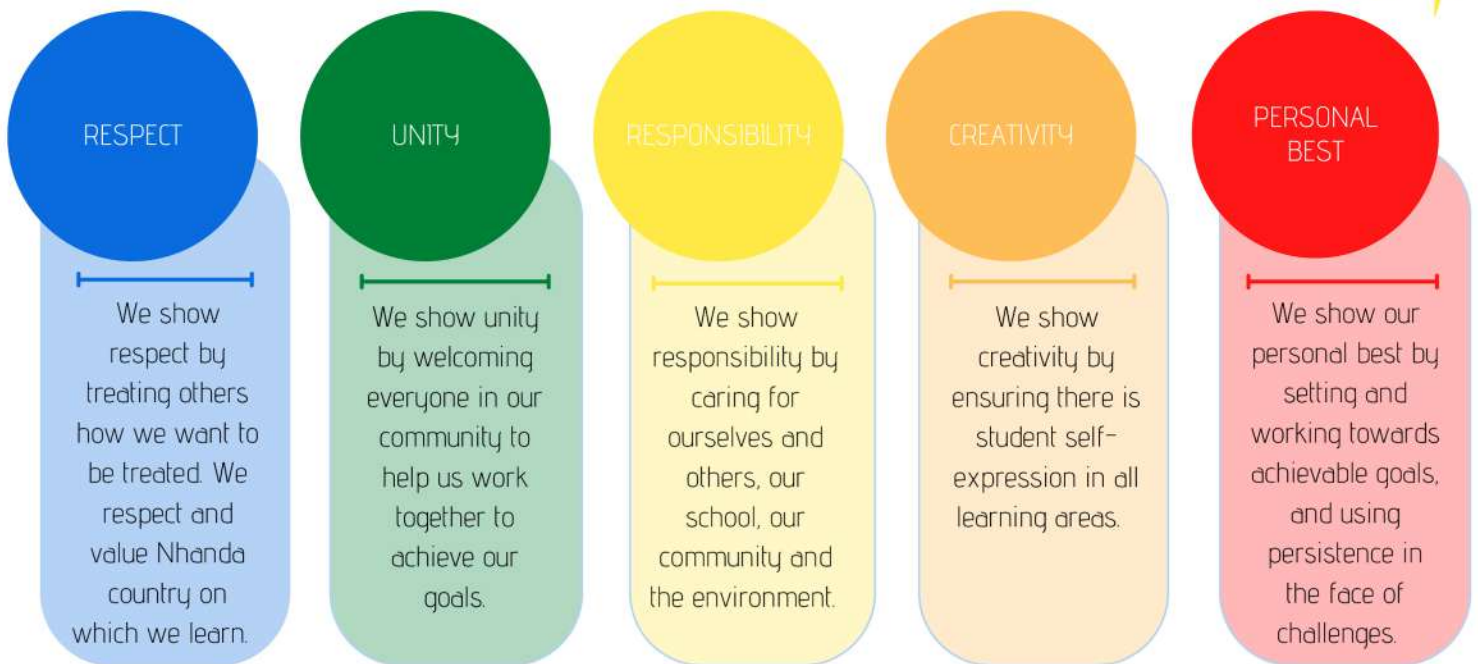 RESPECT
We show
respect by
treating others
how we want to
be treated. We
respect and
value Nhanda
country on
which we learn.
UNITY
We show unity
by welcoming
everyone in our
community to
help us work
together to
achieve our
goals.
RESPONSIBILITY
We show
responsibility by
caring for
ourselves and
others, our
school, our
community and
the environment.
CREATIVITY
We show
creativity by
ensuring there is
student self-
expression in all
learning areas.
PERSONAL
BEST
We show our
personal best by
setting and
working towards
achievable goals,
and using
persistence in
the face of
challenges.